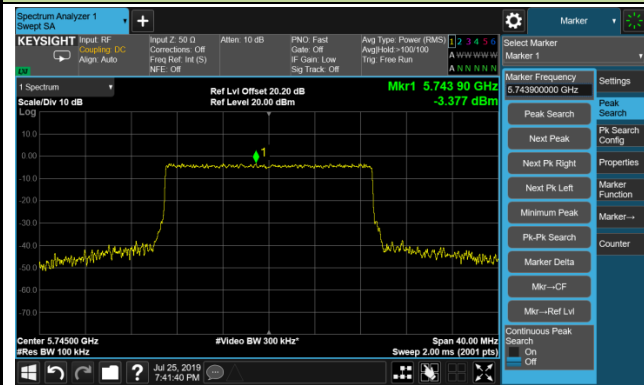 Spectrum Analyzer 1
Swept SA
Marker
KEYSIGHT
Input: RF
Coupling: DC
Align: Auto
Input Z: 50 Ω
Corrections: Off
Freq Ref: Int (S)
NFE: Off
Atten: 10 dB
PNO: Fast
Gate: Off
IF Gain: Low
Sig Track: Off
Avg Type: Power (RMS)
Avg|Hold:>100/100
Trig: Free Run
1 2 3 4 5 6
A W W W W W
A N N N N N
LXI
Select Marker
Marker 1
1 Spectrum
Scale/Div 10 dB
Log
Ref Lvl Offset 20.20 dB
Ref Level 20.00 dBm
Mkr1 5.743 90 GHz
-3.377 dBm
10.0
0.00
-10.0
-20.0
-30.0
-40.0
-50.0
-60.0
-70.0
1
Center 5.74500 GHz
#Res BW 100 kHz
#Video BW 300 kHz*
Span 40.00 MHz
Sweep 2.00 ms (2001 pts)
Marker Frequency
5.743900000 GHz
Peak Search
Next Peak
Next Pk Right
Next Pk Left
Minimum Peak
Pk-Pk Search
Marker Delta
Mkr→CF
Mkr→Ref Lvl
Continuous Peak
Search
On
Off
Settings
Peak
Search
Pk Search
Config
Properties
Marker
Function
Marker→
Counter
Jul 25, 2019
7:41:40 PM